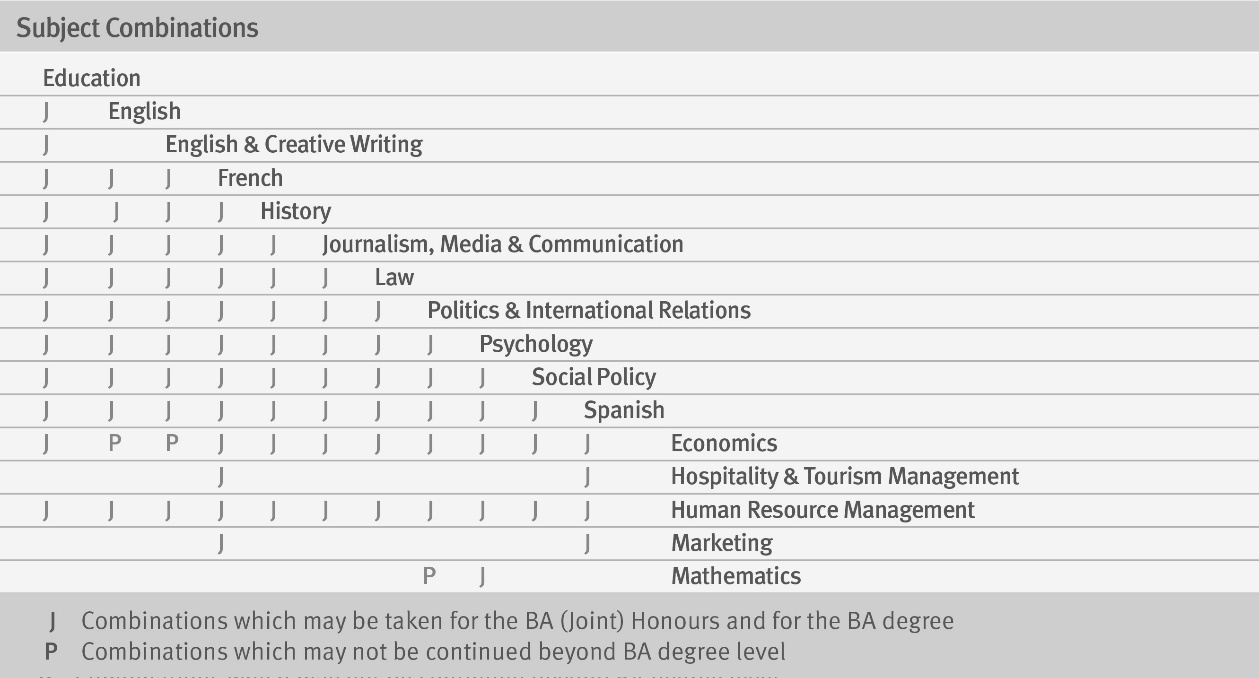 Subject Combinations
Education
J English
J English & Creative Writing
J J J French
J J J J History
J J J J J Journalism, Media & Communication
J J J J J J Law
J J J J J J J Politics & International Relations
J J J J J J J J Psychology
J J J J J J J J J Social Policy
J J J J J J J J J J Spanish
J P P J J J J J J J J Economics
J J Hospitality & Tourism Management
J J J J J J J J J J J Human Resource Management
J J Marketing
P J Mathematics
J Combinations which may be taken for the BA (Joint) Honours and for the BA degree
P Combinations which may not be continued beyond BA degree level